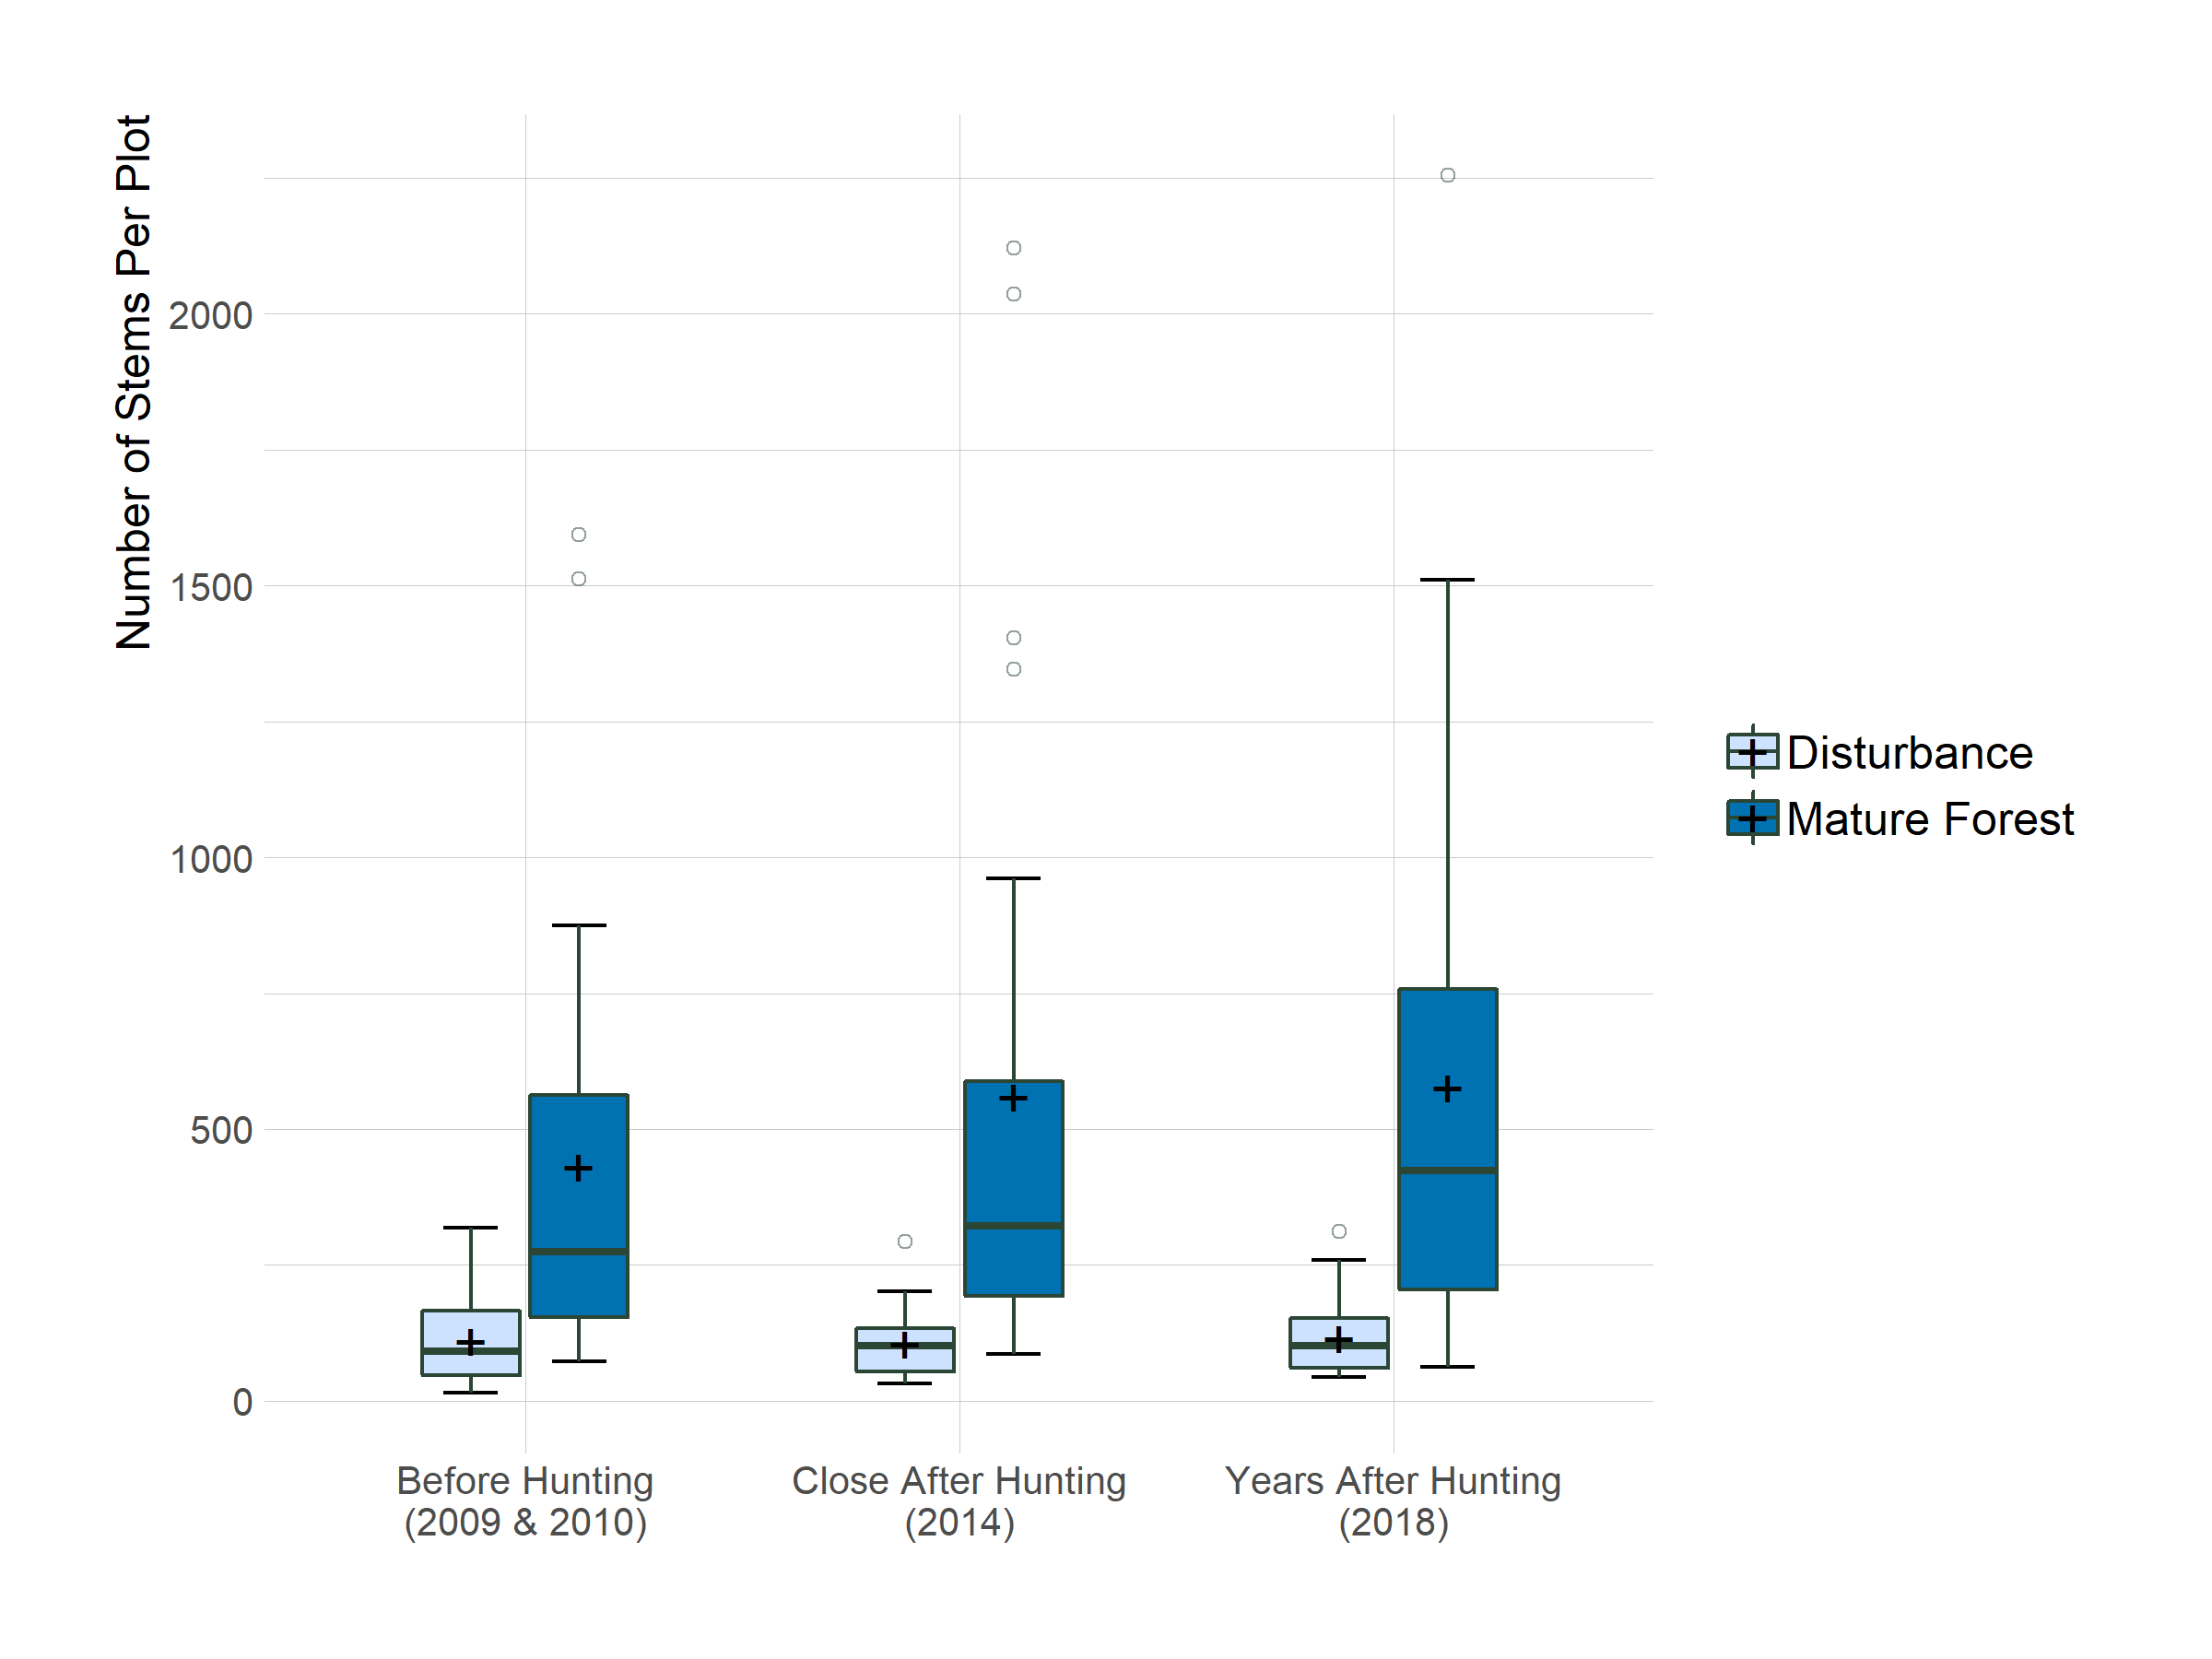 Number of Stems Per Plot
2000
1500
1000
500
0
Before Hunting
(2009 & 2010)
Close After Hunting
(2014)
Years After Hunting
(2018)
Disturbance
Mature Forest